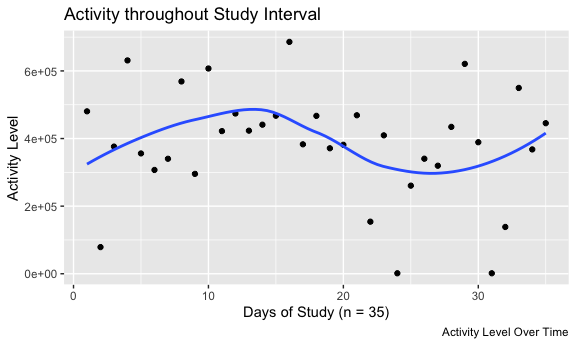 Activity throughout Study Interval
Activity Level
6e+05
4e+05
2e+05
0e+00
0
10
20
30
Days of Study (n = 35)
Activity Level Over Time